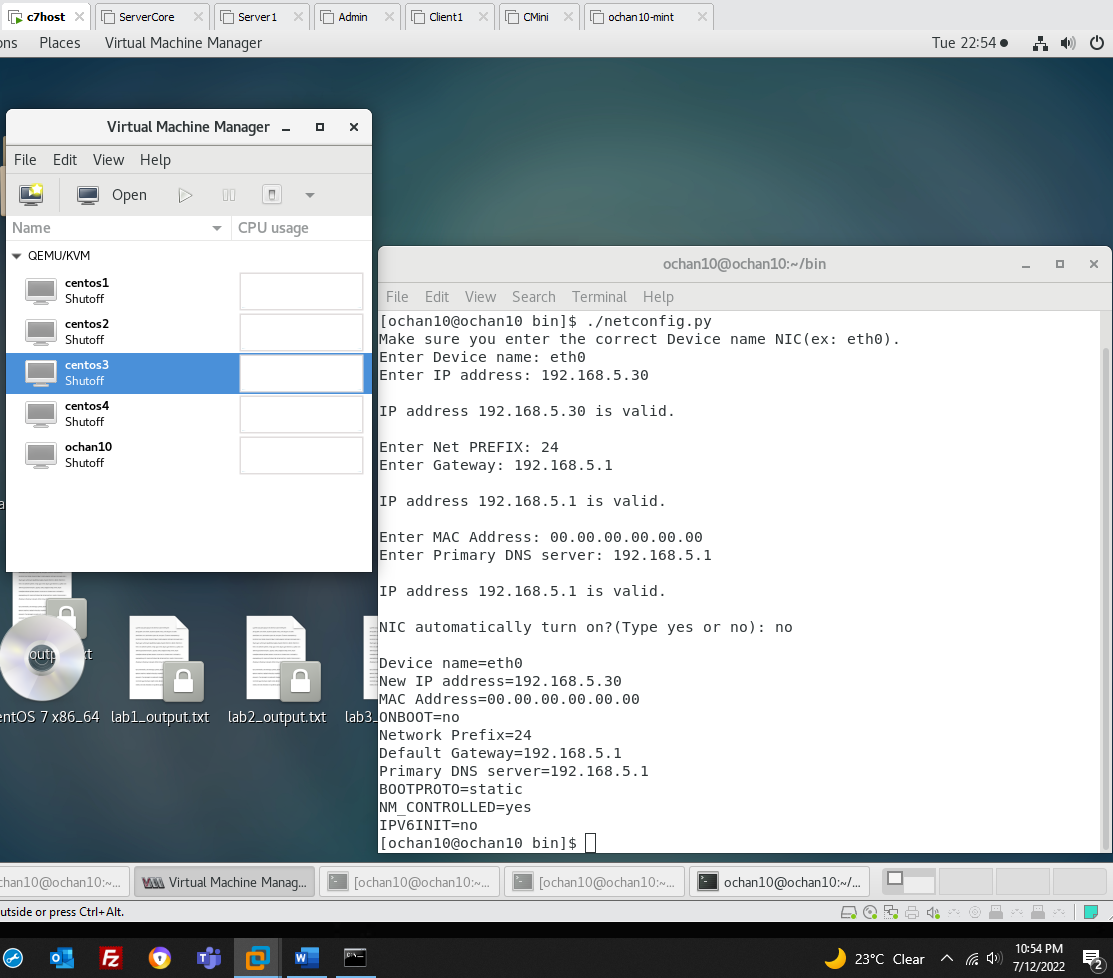 c7host
ServerCore
Server1
Admin
Client1
CMini
ochan10-mint
ons Places Virtual Machine Manager
Tue 22:54
Virtual Machine Manager
File Edit View Help
Open
Name CPU usage
QEMU/KVM
centos1
Shutoff
centos2
Shutoff
centos3
Shutoff
centos4
Shutoff
ochan10
Shutoff
ochan10@ochan10:~/bin
File Edit View Search Terminal Help
[ochan10@ochan10 bin]$ ./netconfig.py
Make sure you enter the correct Device name NIC(ex: eth0).
Enter Device name: eth0
Enter IP address: 192.168.5.30
IP address 192.168.5.30 is valid.
Enter Net PREFIX: 24
Enter Gateway: 192.168.5.1
IP address 192.168.5.1 is valid.
Enter MAC Address: 00.00.00.00.00.00
Enter Primary DNS server: 192.168.5.1
IP address 192.168.5.1 is valid.
NIC automatically turn on?(Type yes or no): no
Device name=eth0
New IP address=192.168.5.30
MAC Address=00.00.00.00.00.00
ONBOOT=no
Network Prefix=24
Default Gateway=192.168.5.1
Primary DNS server=192.168.5.1
BOOTPROTO=static
NM_CONTROLLED=yes
IPV6INIT=no
[ochan10@ochan10 bin]$
entOS 7 x86_64
lab1_output.txt
lab2_output.txt
lab3_
chan10@ochan10:~...
Virtual Machine Manag...
[ochan10@ochan10:~...
[ochan10@ochan10:~...
ochan10@ochan10:~/...
utside or press Ctrl+Alt.
23°C Clear
10:54 PM
7/12/2022
2